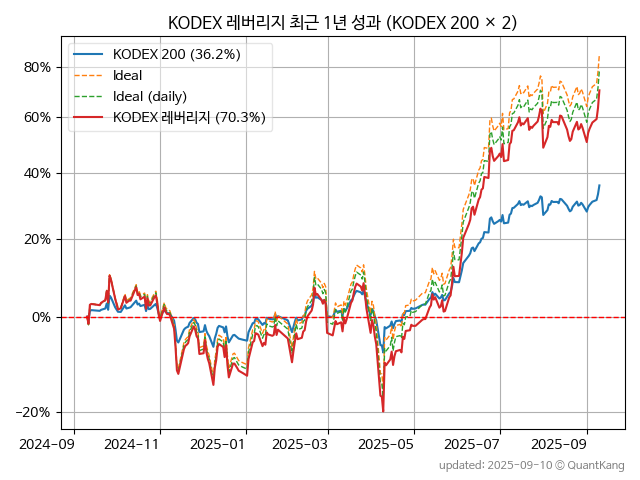 KODEX 레버리지 최근 1년 성과 (KODEX 200 × 2)
KODEX 200 (36.2%)
Ideal
Ideal (daily)
KODEX 레버리지 (70.3%)
80%
60%
40%
20%
0%
−20%
2024-09 2024-11 2025-01 2025-03 2025-05 2025-07 2025-09
updated: 2025-09-10 © QuantKang